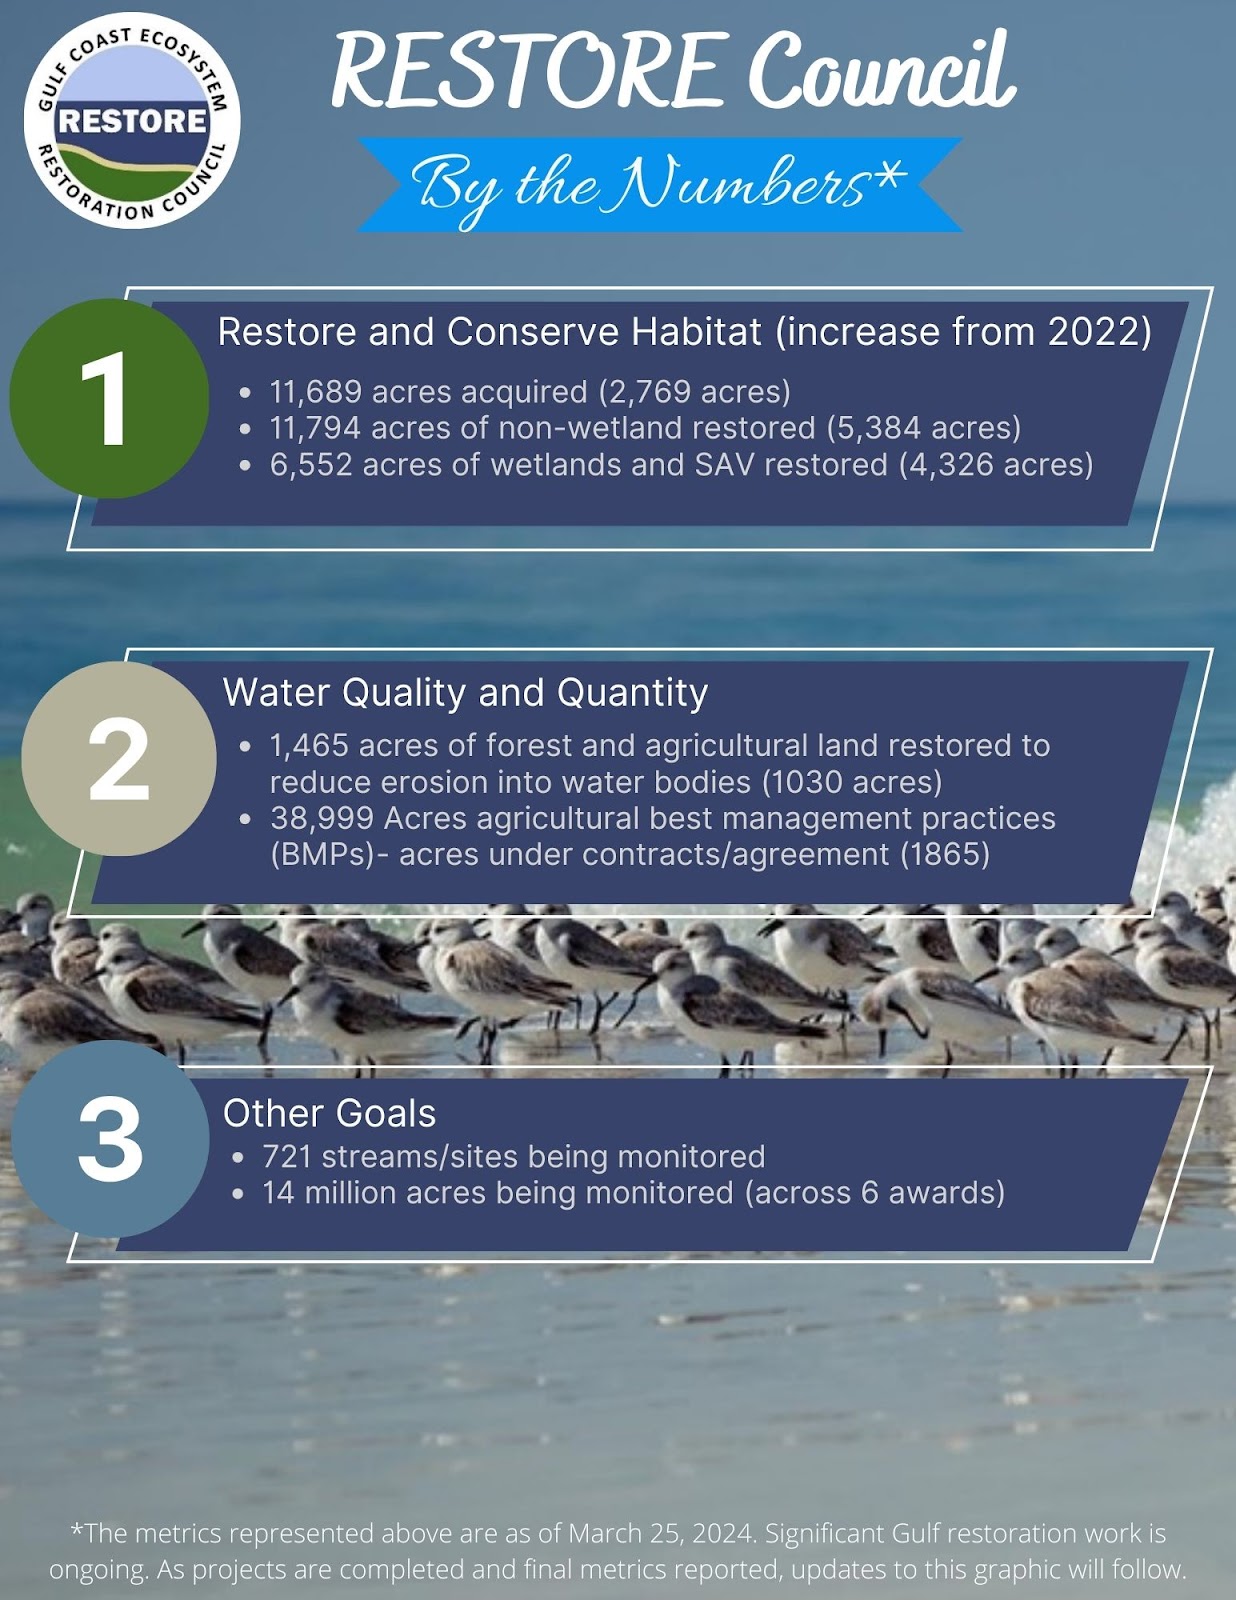 GULF COAST ECOSYSTEM
RESTORE
RESTORATION COUNCIL
RESTORE Council
By the Numbers*
1
Restore and Conserve Habitat (increase from 2022)
• 11,689 acres acquired (2,769 acres)
• 11,794 acres of non-wetland restored (5,384 acres)
• 6,552 acres of wetlands and SAV restored (4,326 acres)
2
Water Quality and Quantity
• 1,465 acres of forest and agricultural land restored to
reduce erosion into water bodies (1030 acres)
• 38,999 Acres agricultural best management practices
(BMPs)- acres under contracts/agreement (1865)
3
Other Goals
• 721 streams/sites being monitored
• 14 million acres being monitored (across 6 awards)
*The metrics represented above are as of March 25, 2024. Significant Gulf restoration work is
ongoing. As projects are completed and final metrics reported, updates to this graphic will follow.